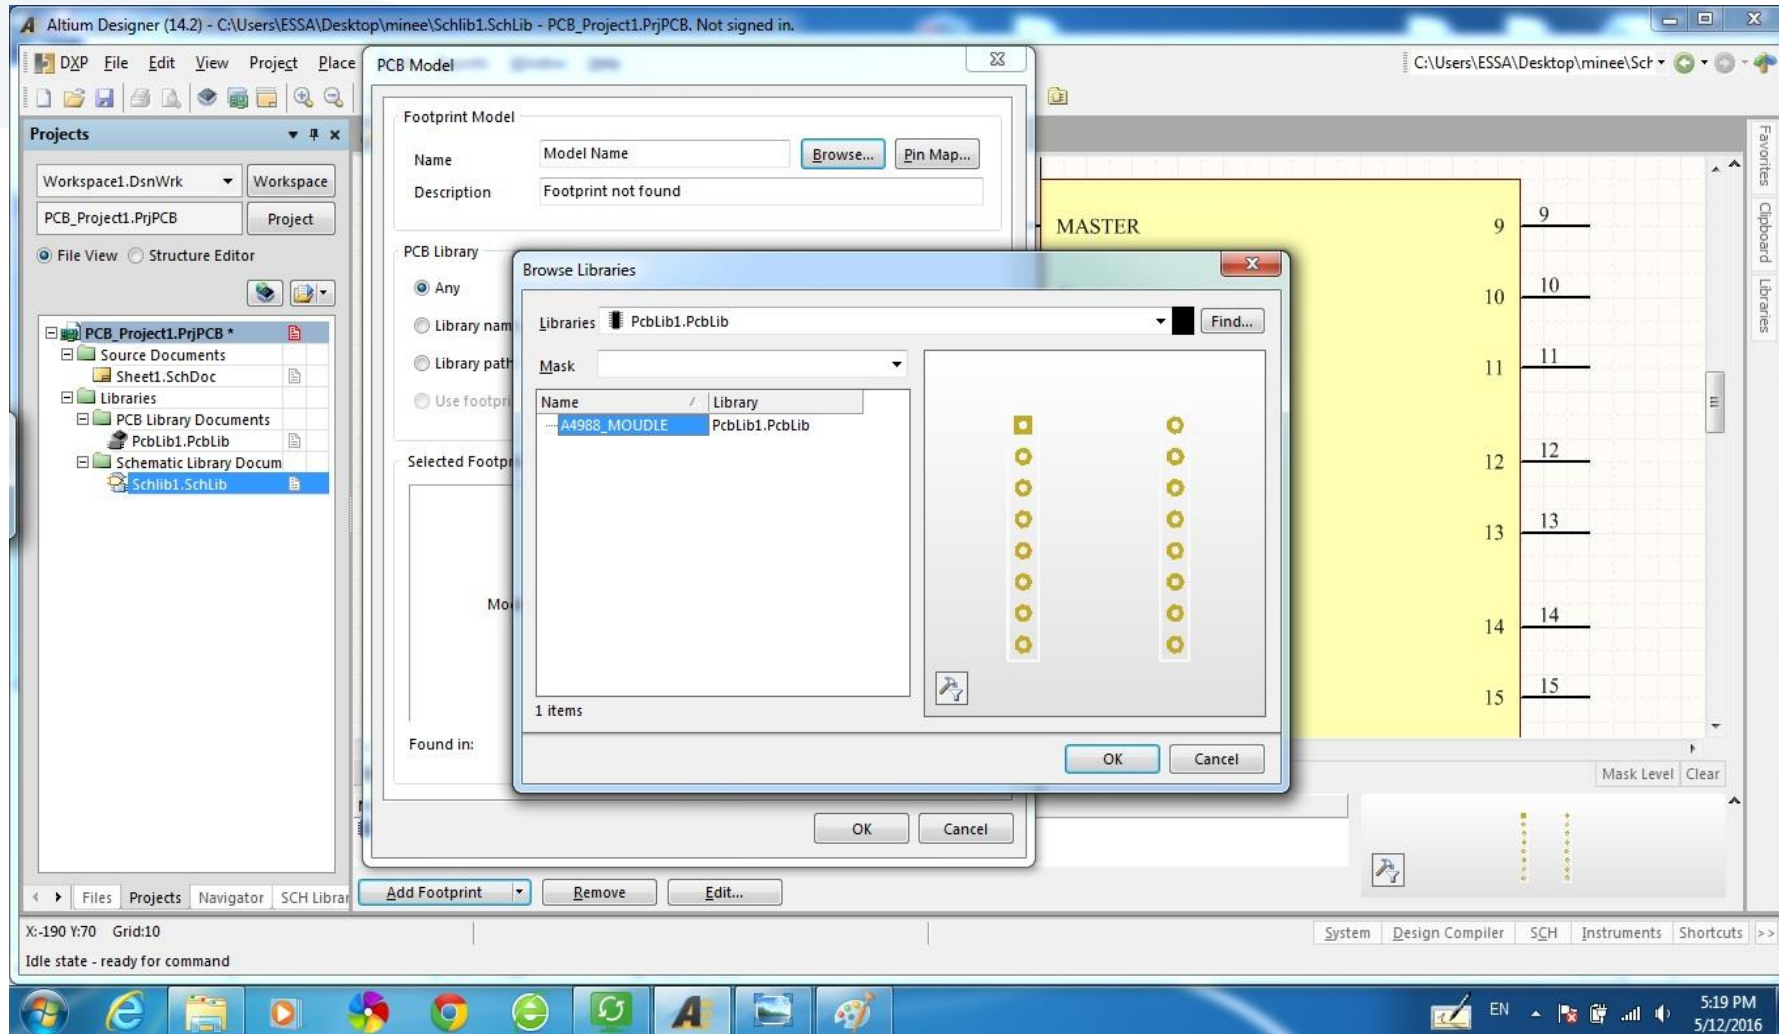 Altium Designer (14.2) - C:\Users\ESSA\Desktop\minee\Schlib1.SchLib - PCB_Project1.PrjPCB. Not signed in.
DXP File Edit View Project Place
C:\Users\ESSA\Desktop\minee\Sch
Projects
Workspace1.DsnWrk Workspace
PCB_Project1.PrjPCB Project
File View Structure Editor
PCB_Project1.PrjPCB *
Source Documents
Sheet1.SchDoc
Libraries
PCB Library Documents
PcbLib1.PcbLib
Schematic Library Docum
Schlib1.SchLib
Files Projects Navigator SCH Librar
PCB Model
Footprint Model
Name Model Name Browse... Pin Map...
Description Footprint not found
PCB Library
Any
Library nam
Library path
Use footpri
Selected Footpr
Mo
Found in:
OK Cancel
Browse Libraries
Libraries PcbLib1.PcbLib Find...
Mask
Name / Library
A4988_MOUDLE PcbLib1.PcbLib
1 items
OK Cancel
MASTER
9 9
10 10
11 11
12 12
13 13
14 14
15 15
Favorites
Clipboard
Libraries
Mask Level Clear
Add Footprint Remove Edit...
X:-190 Y:70 Grid:10
System Design Compiler SCH Instruments Shortcuts >>
Idle state - ready for command
EN
5:19 PM
5/12/2016